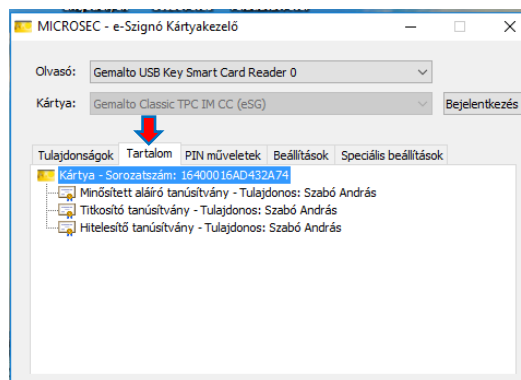 MICROSEC - e-Szignó Kártyakezelő
Olvasó: Gemalto USB Key Smart Card Reader 0
Kártya: Gemalto Classic TPC IM CC (eSG) Bejelentkezés
Tulajdonságok Tartalom PIN műveletek Beállítások Speciális beállítások
Kártya - Sorozatszám: 16400016AD432A74
Minősített aláíró tanúsítvány - Tulajdonos: Szabó András
Titkosító tanúsítvány - Tulajdonos: Szabó András
Hitelesítő tanúsítvány - Tulajdonos: Szabó András